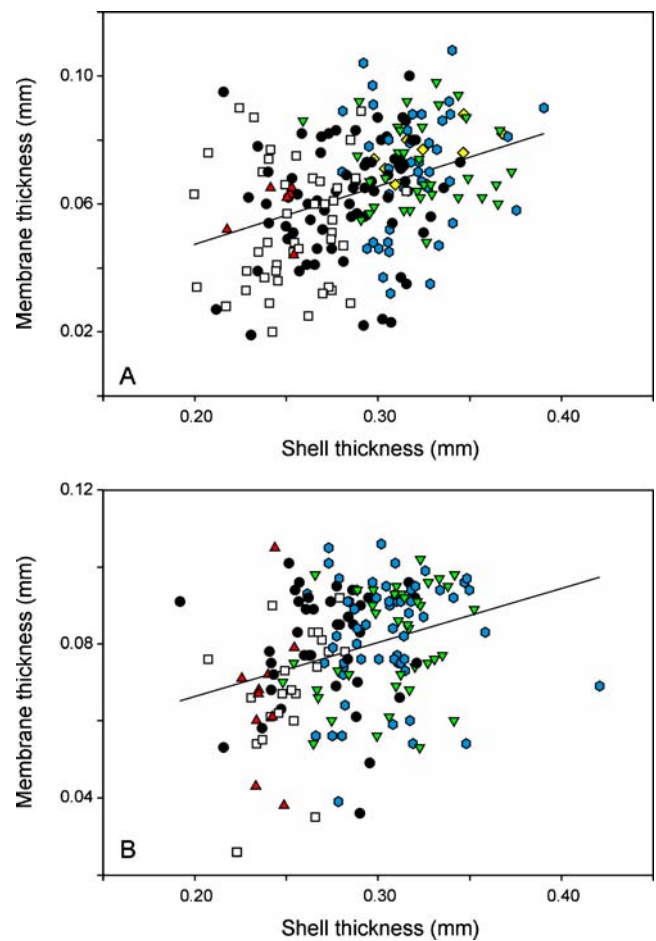 0.10
0.06
0.02
Membrane thickness (mm)
A
0.20 0.30 0.40
Shell thickness (mm)
0.12
0.08
0.04
Membrane thickness (mm)
B
0.20 0.30 0.40
Shell thickness (mm)